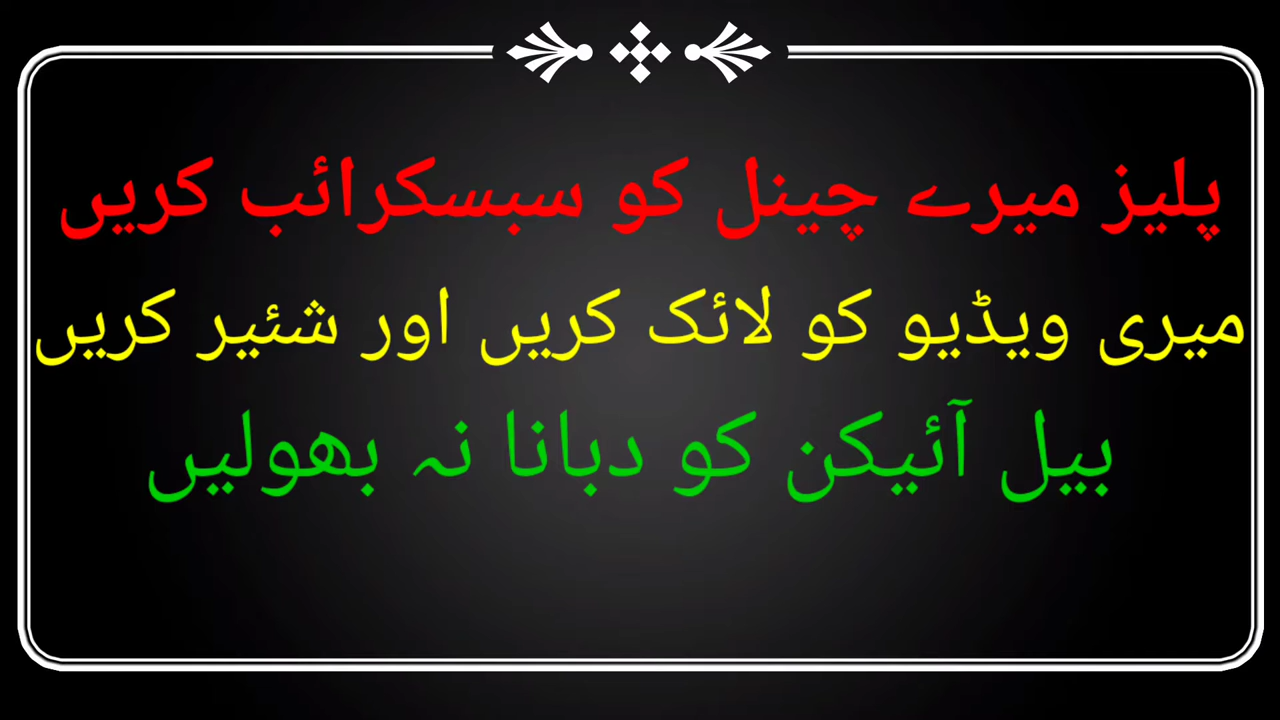 پلیز میرے چینل کو سبسکرائب کریں
میری ویڈیو کو لائک کریں اور شئیر کریں
بیل آئیکن کو دبانا نہ بھولیں